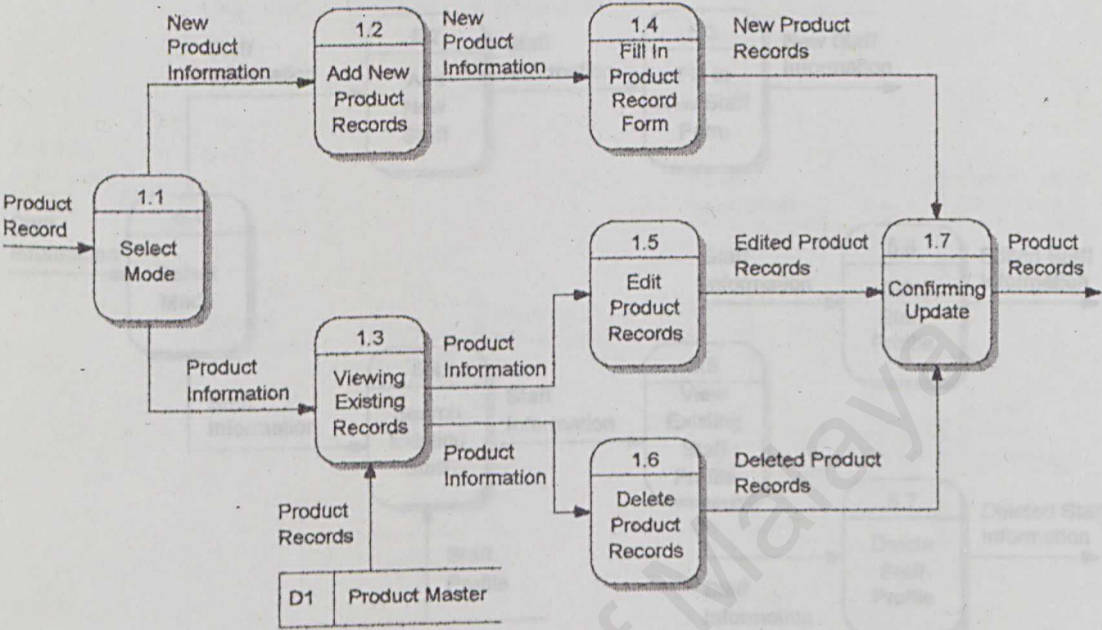 New
Product
Information
1.2
Add New
Product
Records
New
Product
Information
1.4
Fill In
Product
Record
Form
New Product
Records
Product
Record
1.1
Select
Mode
Product
Information
1.3
Viewing
Existing
Records
Product
Information
Product
Information
1.5
Edit
Product
Records
Edited Product
Records
1.7
Confirming
Update
Product
Records
1.6
Delete
Product
Records
Deleted Product
Records
Product
Records
D1 Product Master
of Malaya